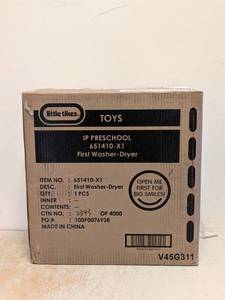 little tikes
TOYS
IP PRESCHOOL
651410-X1
First Washer-Dryer
ITEM NO. : 651410-X1
DESC. : First Washer-Dryer
QTY. : 1 PCS
INNER : —
CONTENTS: —
CTN NO. : OF 4000
PO # : 100P0076938
MADE IN CHINA
OPEN ME
FIRST FOR
BIG SMILES!
V45G311